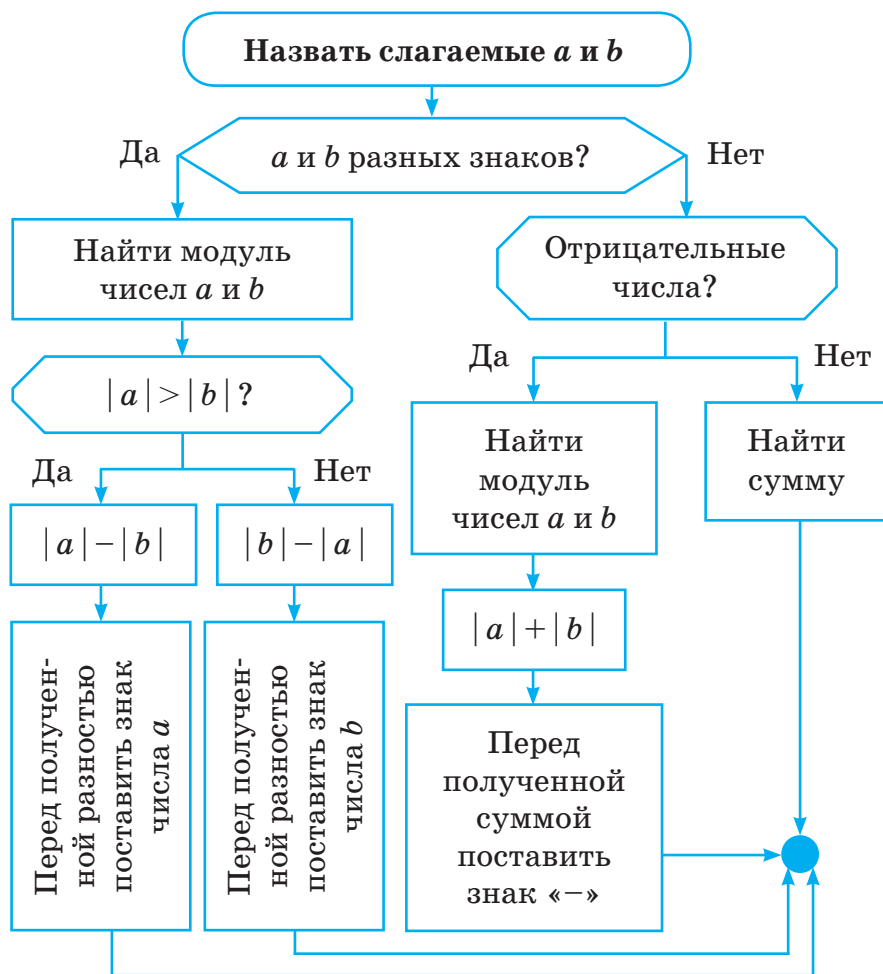 Назвать слагаемые a и b
Да
a и b разных знаков?
Нет
Найти модуль
чисел a и b
Отрицательные
числа?
|a|>|b|?
Да
Нет
Да
Нет
|a|−|b|
|b|−|a|
Найти
модуль
чисел a и b
Найти
сумму
|a|+|b|
Перед получен-
ной разностью
поставить знак
числа a
Перед получен-
ной разностью
поставить знак
числа b
Перед
полученной
суммой
поставить
знак «−»